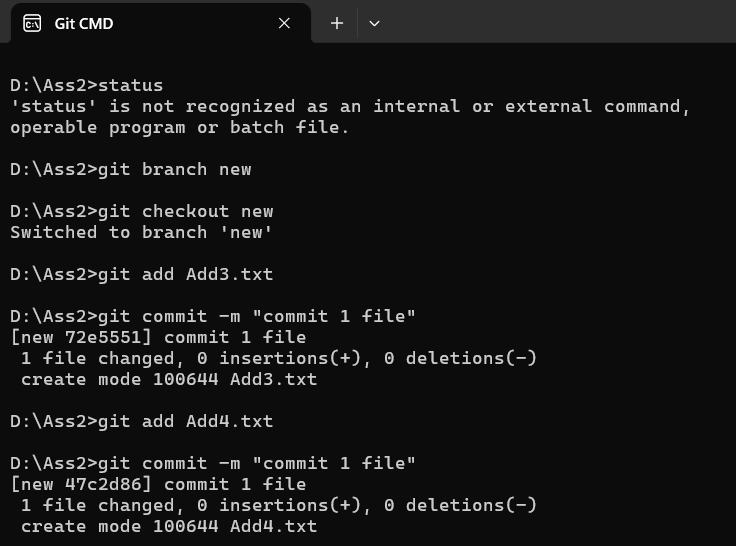 Git CMD
D:\Ass2>status
'status' is not recognized as an internal or external command,
operable program or batch file.
D:\Ass2>git branch new
D:\Ass2>git checkout new
Switched to branch 'new'
D:\Ass2>git add Add3.txt
D:\Ass2>git commit -m "commit 1 file"
[new 72e5551] commit 1 file
 1 file changed, 0 insertions(+), 0 deletions(-)
 create mode 100644 Add3.txt
D:\Ass2>git add Add4.txt
D:\Ass2>git commit -m "commit 1 file"
[new 47c2d86] commit 1 file
 1 file changed, 0 insertions(+), 0 deletions(-)
 create mode 100644 Add4.txt